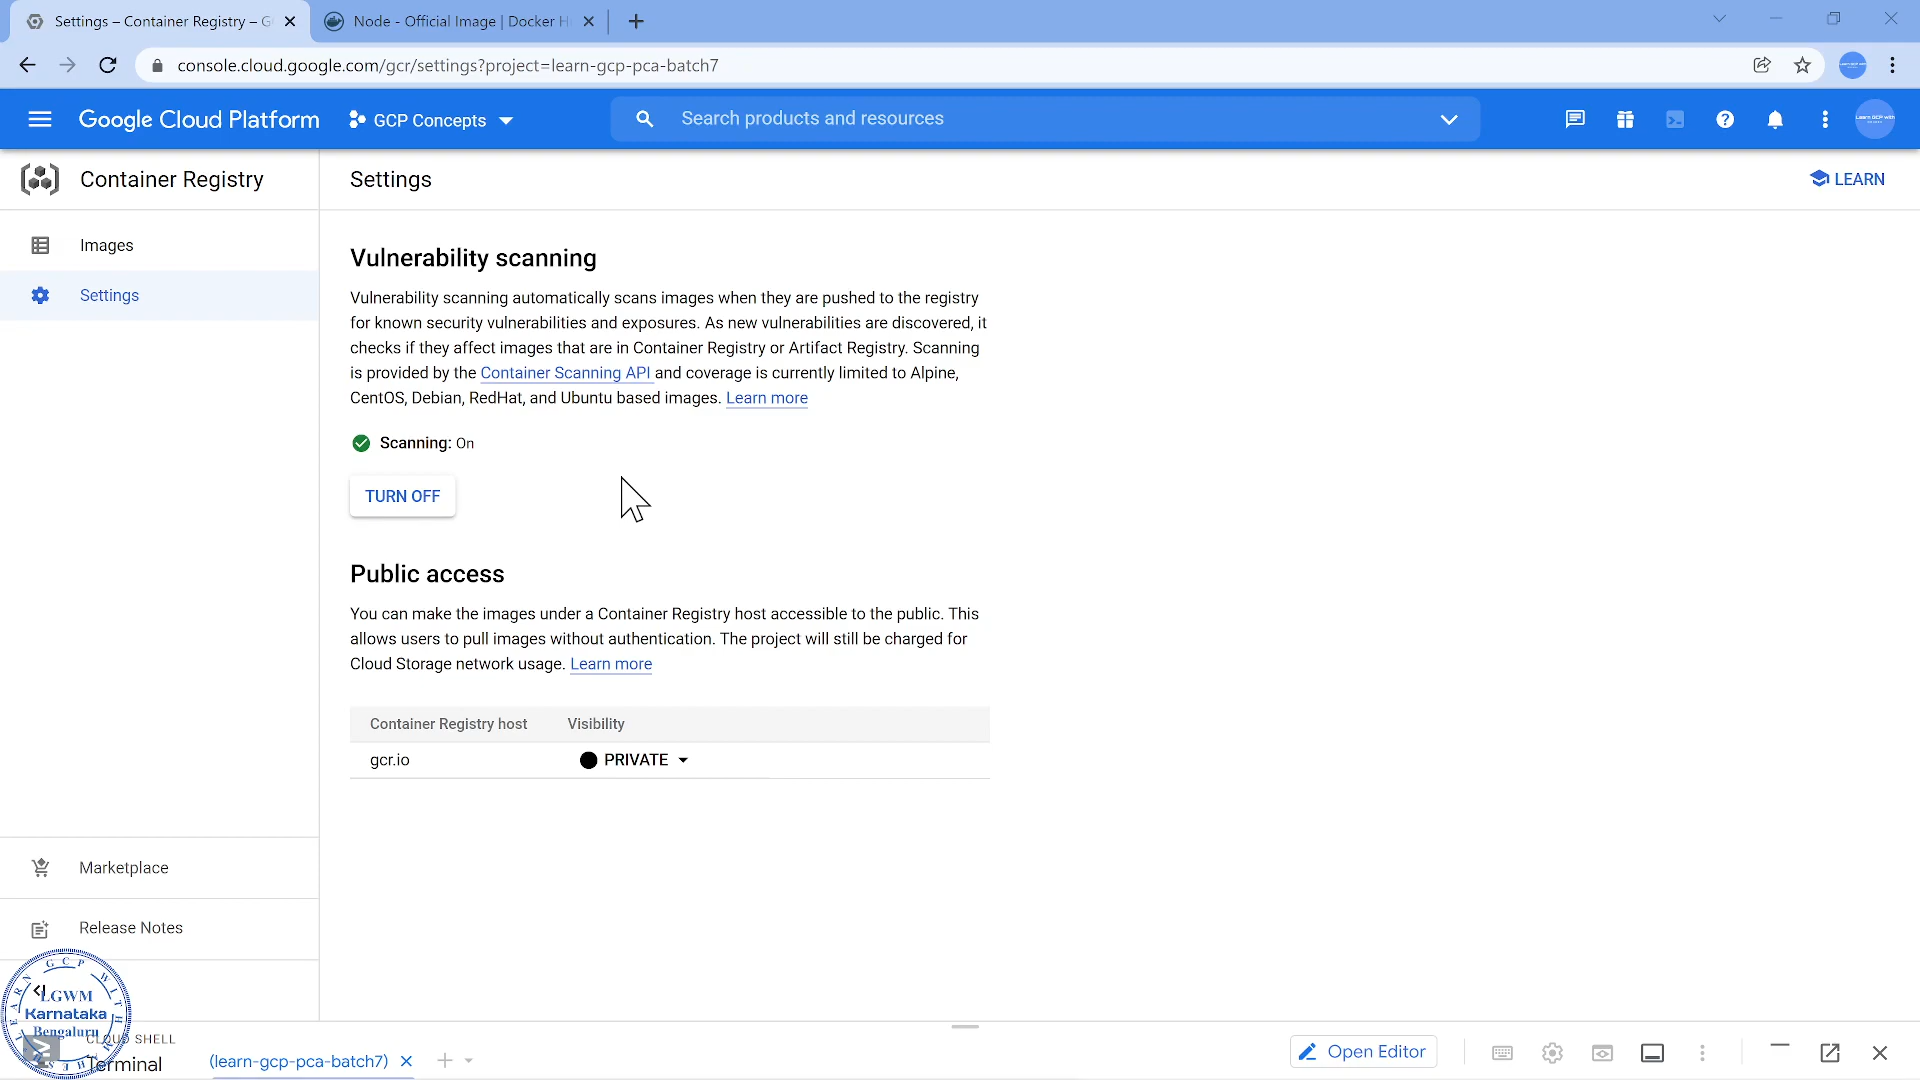 Settings – Container Registry – G
Node - Official Image | Docker H
console.cloud.google.com/gcr/settings?project=learn-gcp-pca-batch7
Google Cloud Platform
GCP Concepts
Search products and resources
Container Registry
Settings
LEARN
Images
Settings
Vulnerability scanning
Vulnerability scanning automatically scans images when they are pushed to the registry
for known security vulnerabilities and exposures. As new vulnerabilities are discovered, it
checks if they affect images that are in Container Registry or Artifact Registry. Scanning
is provided by the Container Scanning API and coverage is currently limited to Alpine,
CentOS, Debian, RedHat, and Ubuntu based images. Learn more
Scanning: On
TURN OFF
Public access
You can make the images under a Container Registry host accessible to the public. This
allows users to pull images without authentication. The project will still be charged for
Cloud Storage network usage. Learn more
Container Registry host Visibility
gcr.io PRIVATE
Marketplace
Release Notes
LEARN GCP WITH
LGWM
Karnataka
Bengaluru
CLOUD SHELL
Terminal
(learn-gcp-pca-batch7)
Open Editor